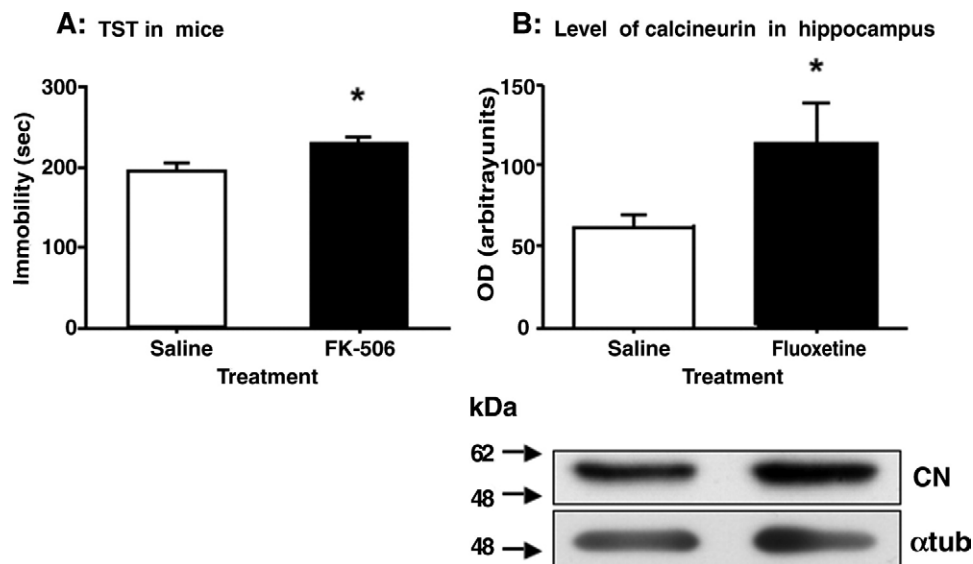 A: TST in mice
300
200
100
0
Immobility (sec)
*
Saline
FK-506
Treatment
B: Level of calcineurin in hippocampus
150
100
50
0
OD (arbitrayunits)
*
Saline
Fluoxetine
Treatment
kDa
62
48
CN
48
αtub